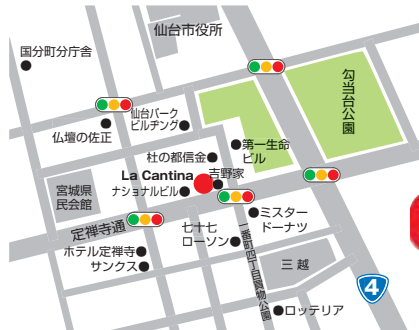 仙台市役所
国分町分庁舎
勾当台公園
仙台パーク
ビルヂング
仏壇の佐正
第一生命
ビル
杜の都信金
La Cantina
吉野家
宮城県
民会館
ナショナルビル
定禅寺通
ミスター
ドーナツ
七十七
ローソン
一番町四丁目買物公園
ホテル定禅寺
サンクス
三越
4
ロッテリア